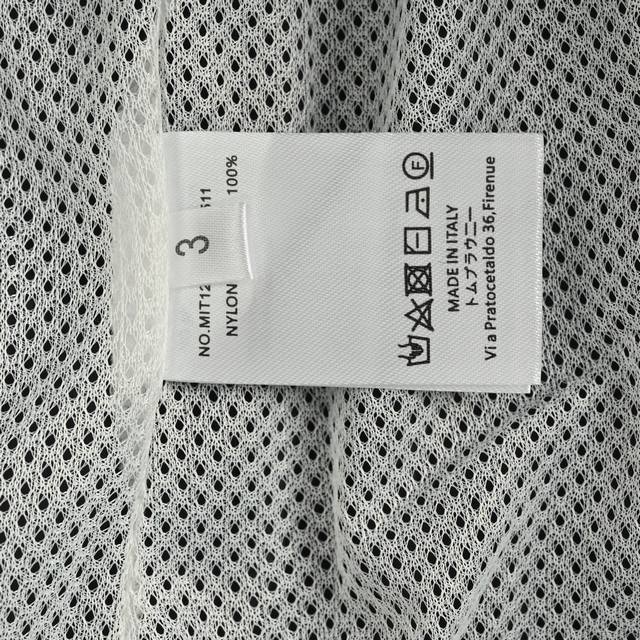 3
NO.MIT12 511
NYLON 100%
F
MADE IN ITALY
トムブラウニー
Vi a Pratocetaldo 36,Firenue